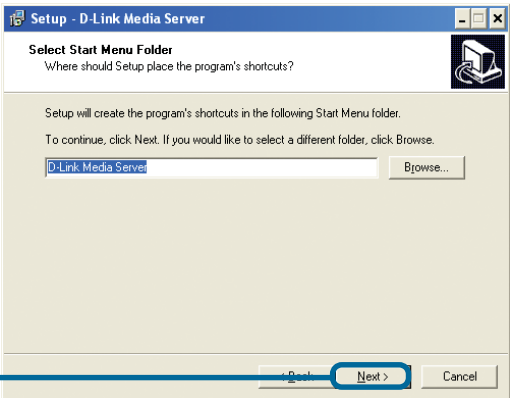 Setup - D-Link Media Server
Select Start Menu Folder
Where should Setup place the program's shortcuts?
Setup will create the program's shortcuts in the following Start Menu folder.
To continue, click Next. If you would like to select a different folder, click Browse.
D-Link Media Server
Browse...
< Back
Next >
Cancel